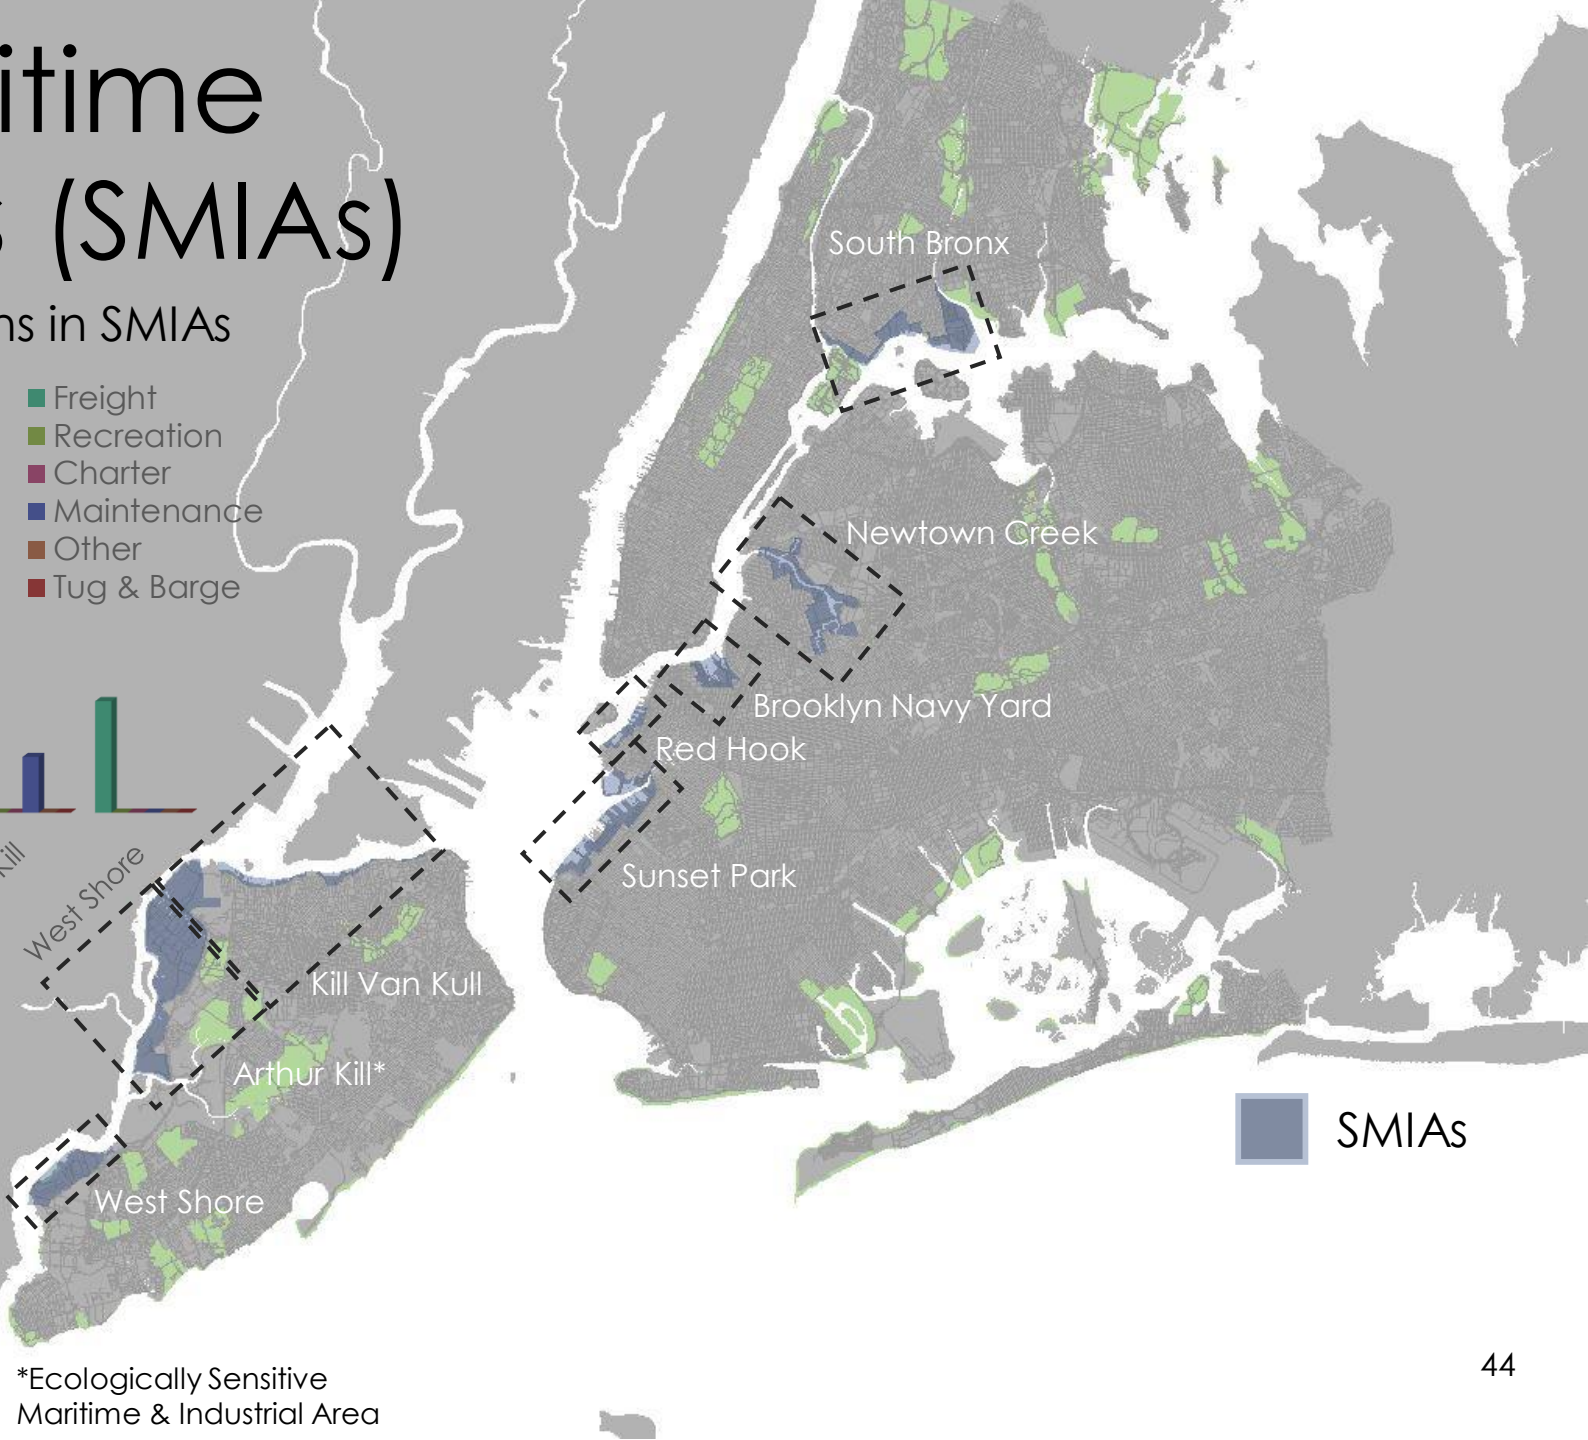 itime
s (SMIAs)
ns in SMIAs
Freight
Recreation
Charter
Maintenance
Other
Tug & Barge
Kill
West Shore
South Bronx
Newtown Creek
Brooklyn Navy Yard
Red Hook
Sunset Park
Kill Van Kull
Arthur Kill*
West Shore
SMIAs
*Ecologically Sensitive
Maritime & Industrial Area
44